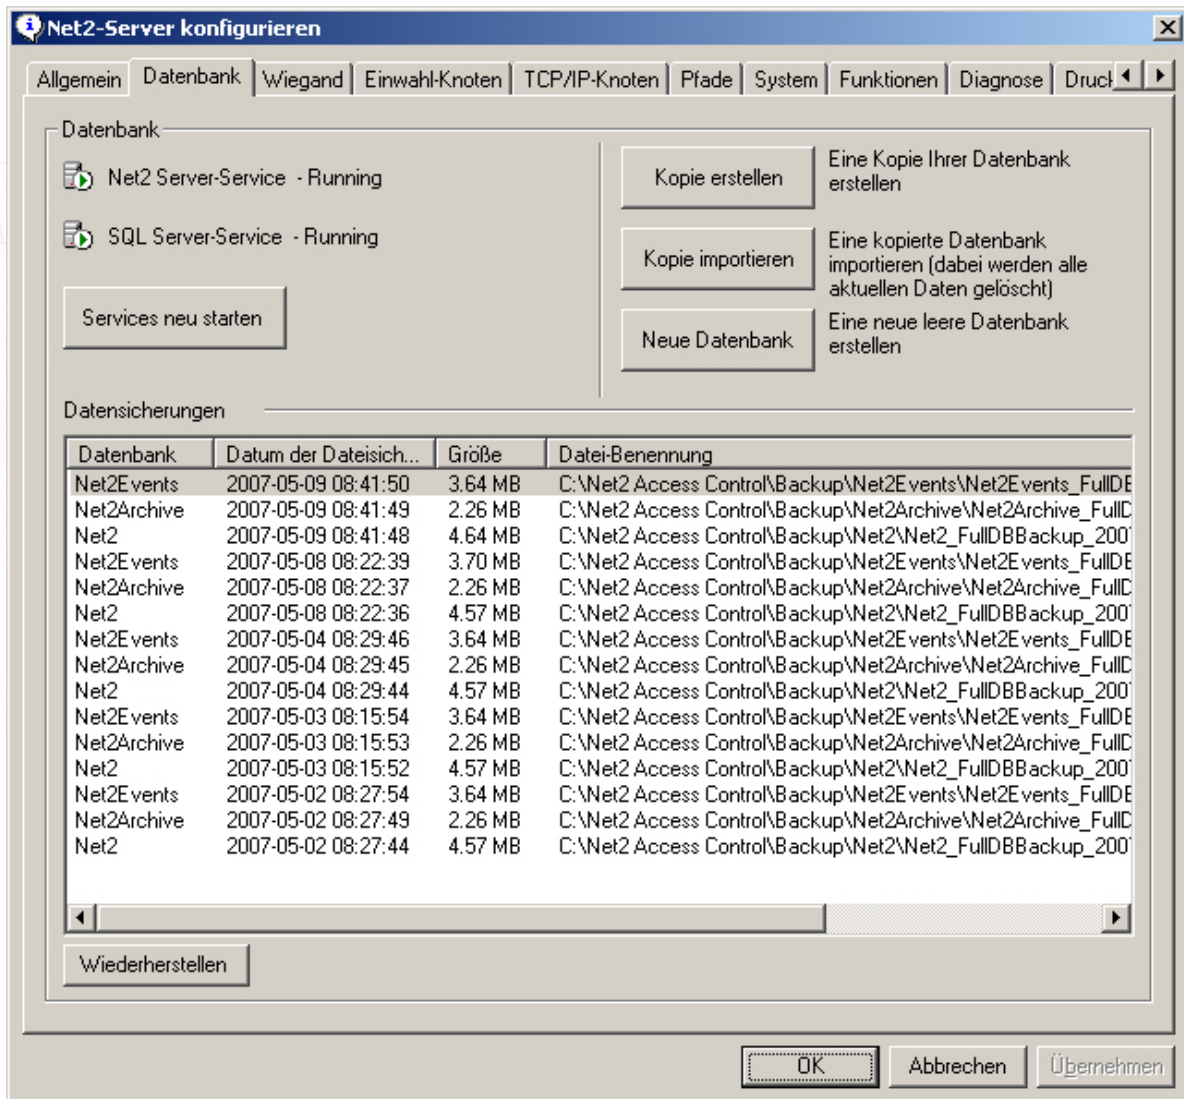 Net2-Server konfigurieren
Allgemein Datenbank Wiegand Einwahl-Knoten TCP/IP-Knoten Pfade System Funktionen Diagnose Druck
Datenbank
Net2 Server-Service - Running
SQL Server-Service - Running
Services neu starten
Kopie erstellen
Eine Kopie Ihrer Datenbank
erstellen
Kopie importieren
Eine kopierte Datenbank
importieren (dabei werden alle
aktuellen Daten gelöscht)
Neue Datenbank
Eine neue leere Datenbank
erstellen
Datensicherungen
Datenbank Datum der Dateisich... Größe Datei-Benennung
Net2Events 2007-05-09 08:41:50 3.64 MB C:\Net2 Access Control\Backup\Net2Events\Net2Events_FullDB
Net2Archive 2007-05-09 08:41:49 2.26 MB C:\Net2 Access Control\Backup\Net2Archive\Net2Archive_FullD
Net2 2007-05-09 08:41:48 4.64 MB C:\Net2 Access Control\Backup\Net2\Net2_FullDBBackup_200
Net2Events 2007-05-08 08:22:39 3.70 MB C:\Net2 Access Control\Backup\Net2Events\Net2Events_FullDB
Net2Archive 2007-05-08 08:22:37 2.26 MB C:\Net2 Access Control\Backup\Net2Archive\Net2Archive_FullD
Net2 2007-05-08 08:22:36 4.57 MB C:\Net2 Access Control\Backup\Net2\Net2_FullDBBackup_200
Net2Events 2007-05-04 08:29:46 3.64 MB C:\Net2 Access Control\Backup\Net2Events\Net2Events_FullDB
Net2Archive 2007-05-04 08:29:45 2.26 MB C:\Net2 Access Control\Backup\Net2Archive\Net2Archive_FullD
Net2 2007-05-04 08:29:44 4.57 MB C:\Net2 Access Control\Backup\Net2\Net2_FullDBBackup_200
Net2Events 2007-05-03 08:15:54 3.64 MB C:\Net2 Access Control\Backup\Net2Events\Net2Events_FullDB
Net2Archive 2007-05-03 08:15:53 2.26 MB C:\Net2 Access Control\Backup\Net2Archive\Net2Archive_FullD
Net2 2007-05-03 08:15:52 4.57 MB C:\Net2 Access Control\Backup\Net2\Net2_FullDBBackup_200
Net2Events 2007-05-02 08:27:54 3.64 MB C:\Net2 Access Control\Backup\Net2Events\Net2Events_FullDB
Net2Archive 2007-05-02 08:27:49 2.26 MB C:\Net2 Access Control\Backup\Net2Archive\Net2Archive_FullD
Net2 2007-05-02 08:27:44 4.57 MB C:\Net2 Access Control\Backup\Net2\Net2_FullDBBackup_200
Wiederherstellen
OK Abbrechen Übernehmen